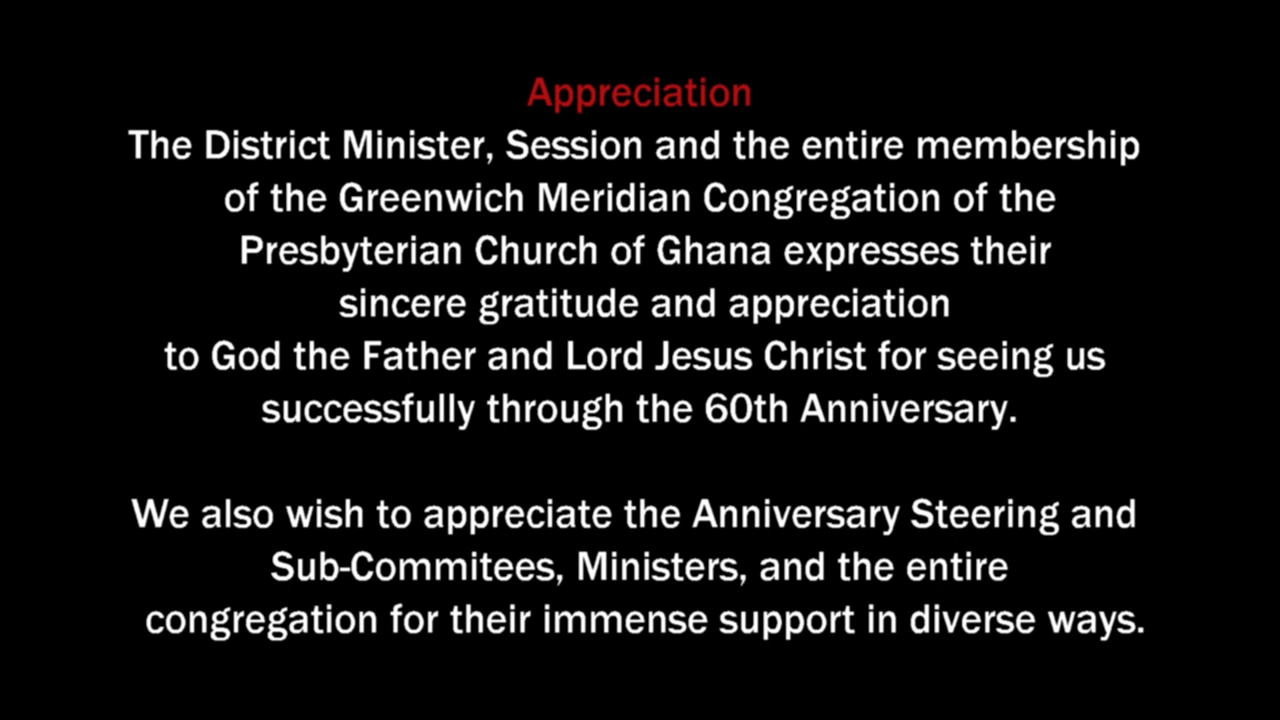 Appreciation
The District Minister, Session and the entire membership
of the Greenwich Meridian Congregation of the
Presbyterian Church of Ghana expresses their
sincere gratitude and appreciation
to God the Father and Lord Jesus Christ for seeing us
successfully through the 60th Anniversary.
We also wish to appreciate the Anniversary Steering and
Sub-Commitees, Ministers, and the entire
congregation for their immense support in diverse ways.